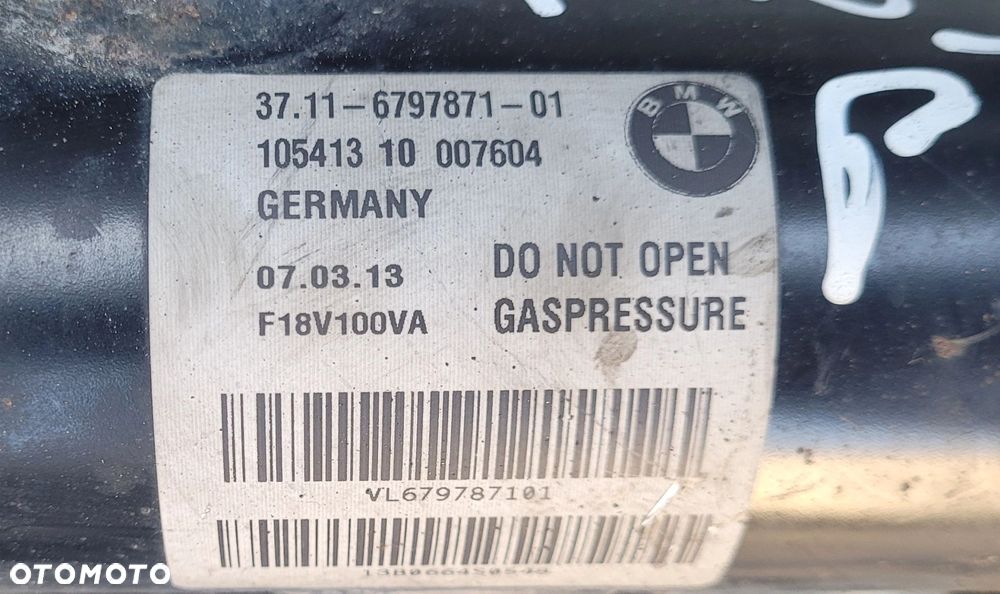 37.11-6797871-01
BMW
105413 10 007604
GERMANY
07.03.13
DO NOT OPEN
F18V100VA
GASPRESSURE
VL679787101
OTOMOTO
P